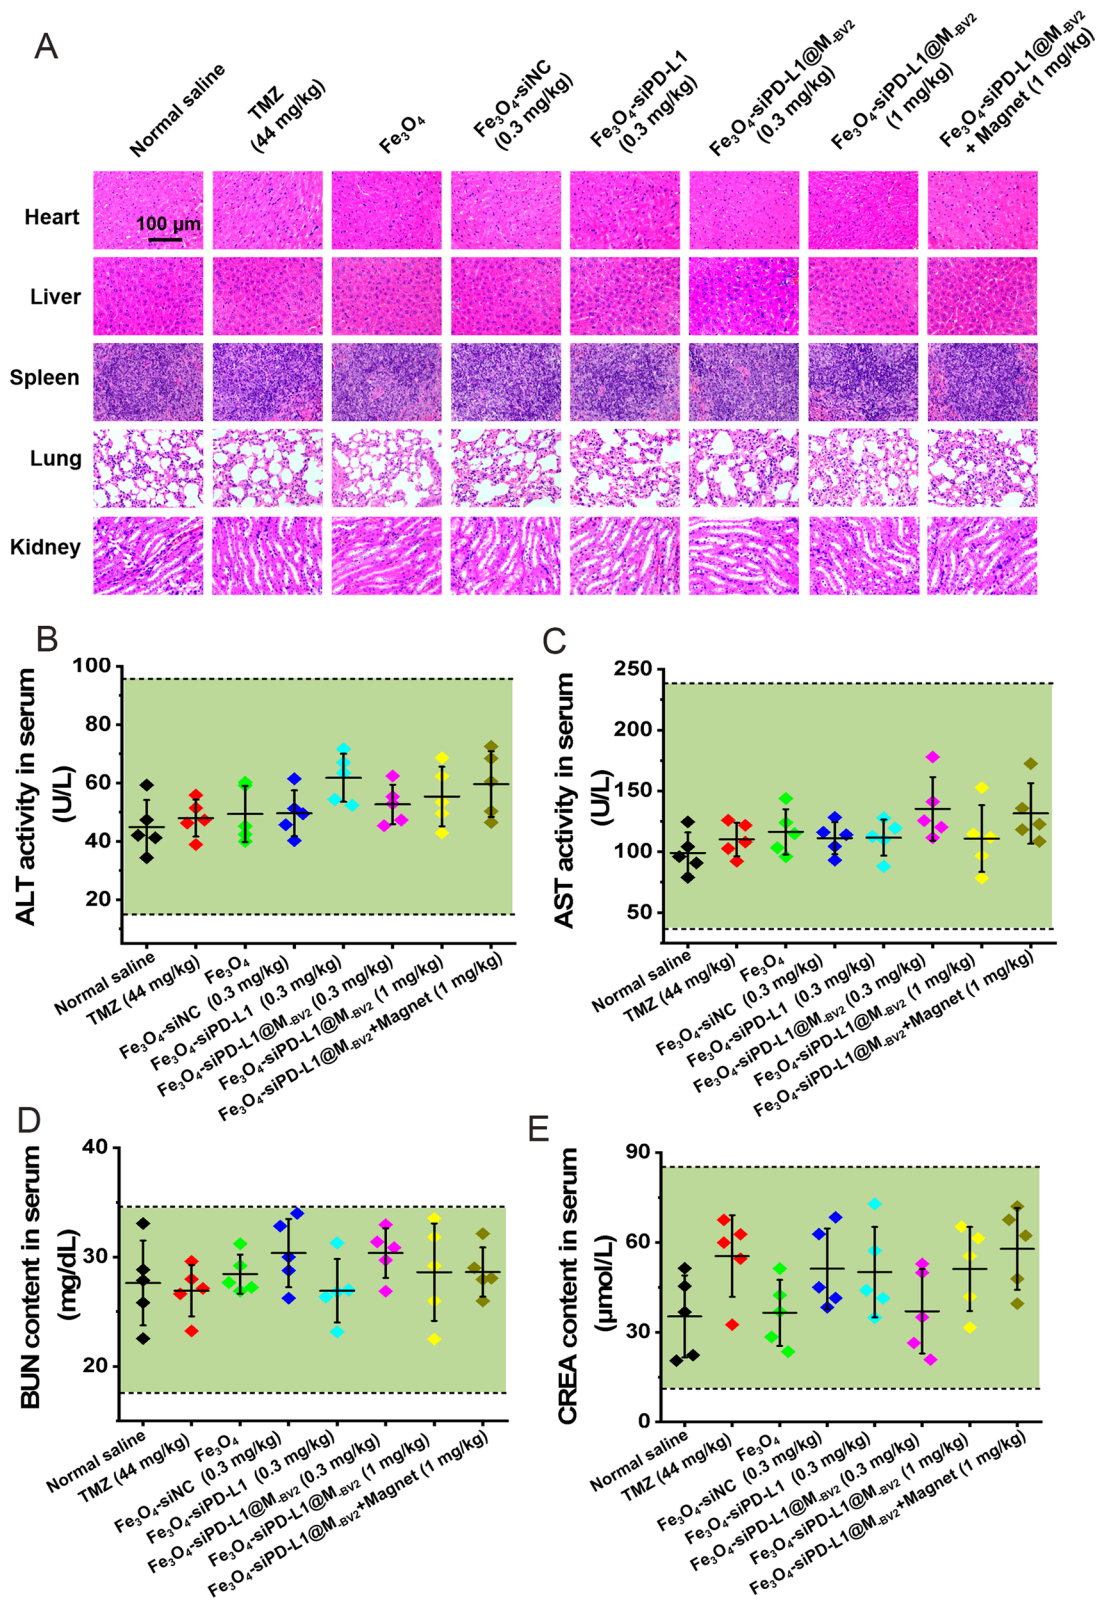 A
Normal saline
TMZ
(44 mg/kg)
Fe₃O₄
Fe₃O₄-siNC
(0.3 mg/kg)
Fe₃O₄-siPD-L1
(0.3 mg/kg)
Fe₃O₄-siPD-L1@M-BV2
(0.3 mg/kg)
Fe₃O₄-siPD-L1@M-BV2
(1 mg/kg)
Fe₃O₄-siPD-L1@M-BV2
+ Magnet (1 mg/kg)
Heart
100 μm
Liver
Spleen
Lung
Kidney
B
ALT activity in serum
(U/L)
100
80
60
40
20
Normal saline
TMZ (44 mg/kg)
Fe₃O₄
Fe₃O₄-siNC (0.3 mg/kg)
Fe₃O₄-siPD-L1 (0.3 mg/kg)
Fe₃O₄-siPD-L1@M-BV2 (0.3 mg/kg)
Fe₃O₄-siPD-L1@M-BV2 (1 mg/kg)
Fe₃O₄-siPD-L1@M-BV2+Magnet (1 mg/kg)
C
AST activity in serum
(U/L)
250
200
150
100
50
Normal saline
TMZ (44 mg/kg)
Fe₃O₄
Fe₃O₄-siNC (0.3 mg/kg)
Fe₃O₄-siPD-L1 (0.3 mg/kg)
Fe₃O₄-siPD-L1@M-BV2 (0.3 mg/kg)
Fe₃O₄-siPD-L1@M-BV2 (1 mg/kg)
Fe₃O₄-siPD-L1@M-BV2+Magnet (1 mg/kg)
D
BUN content in serum
(mg/dL)
40
30
20
Normal saline
TMZ (44 mg/kg)
Fe₃O₄
Fe₃O₄-siNC (0.3 mg/kg)
Fe₃O₄-siPD-L1 (0.3 mg/kg)
Fe₃O₄-siPD-L1@M-BV2 (0.3 mg/kg)
Fe₃O₄-siPD-L1@M-BV2 (1 mg/kg)
Fe₃O₄-siPD-L1@M-BV2+Magnet (1 mg/kg)
E
CREA content in serum
(μmol/L)
90
60
30
0
Normal saline
TMZ (44 mg/kg)
Fe₃O₄
Fe₃O₄-siNC (0.3 mg/kg)
Fe₃O₄-siPD-L1 (0.3 mg/kg)
Fe₃O₄-siPD-L1@M-BV2 (0.3 mg/kg)
Fe₃O₄-siPD-L1@M-BV2 (1 mg/kg)
Fe₃O₄-siPD-L1@M-BV2+Magnet (1 mg/kg)